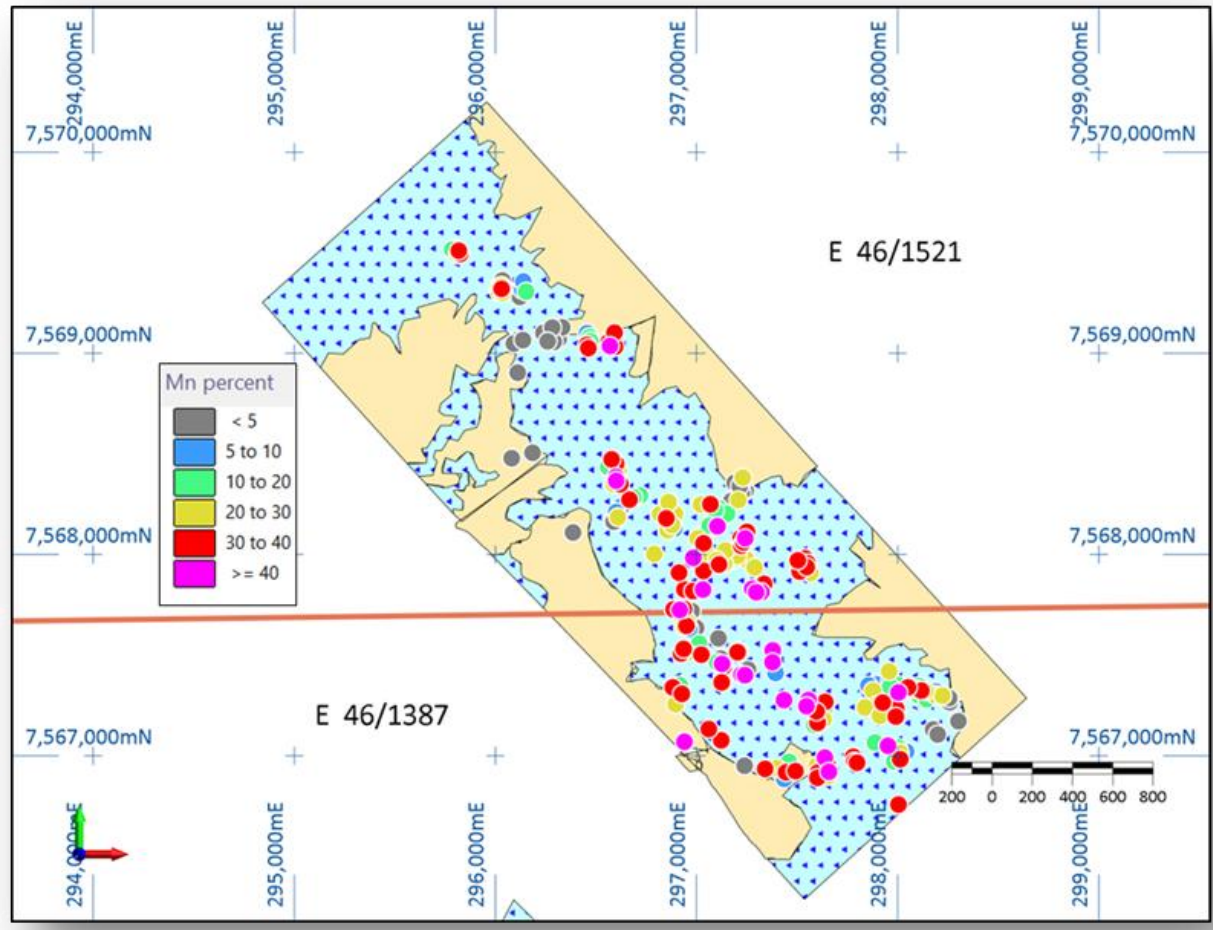 294,000mE
295,000mE
296,000mE
297,000mE
298,000mE
299,000mE
7,570,000mN
7,570,000mN
E 46/1521
7,569,000mN
7,569,000mN
Mn percent
< 5
5 to 10
10 to 20
20 to 30
30 to 40
>= 40
7,568,000mN
7,568,000mN
E 46/1387
7,567,000mN
7,567,000mN
200 0 200 400 600 800
294,000mE
295,000mE
296,000mE
297,000mE
298,000mE
299,000mE